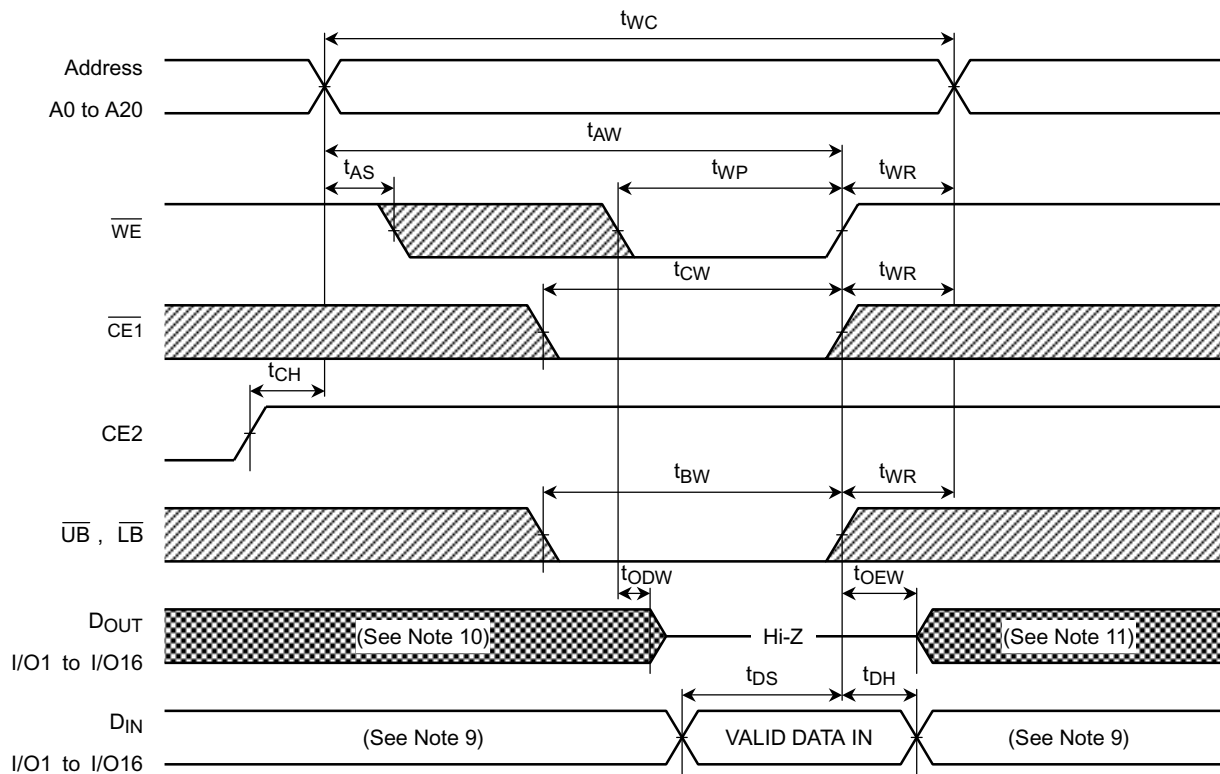 tWC
Address
A0 to A20
tAW
tAS
tWP
tWR
WE
tCW
tWR
CE1
tCH
CE2
tBW
tWR
UB , LB
tODW
tOEW
DOUT
(See Note 10)
Hi-Z
(See Note 11)
I/O1 to I/O16
tDS
tDH
DIN
(See Note 9)
VALID DATA IN
(See Note 9)
I/O1 to I/O16